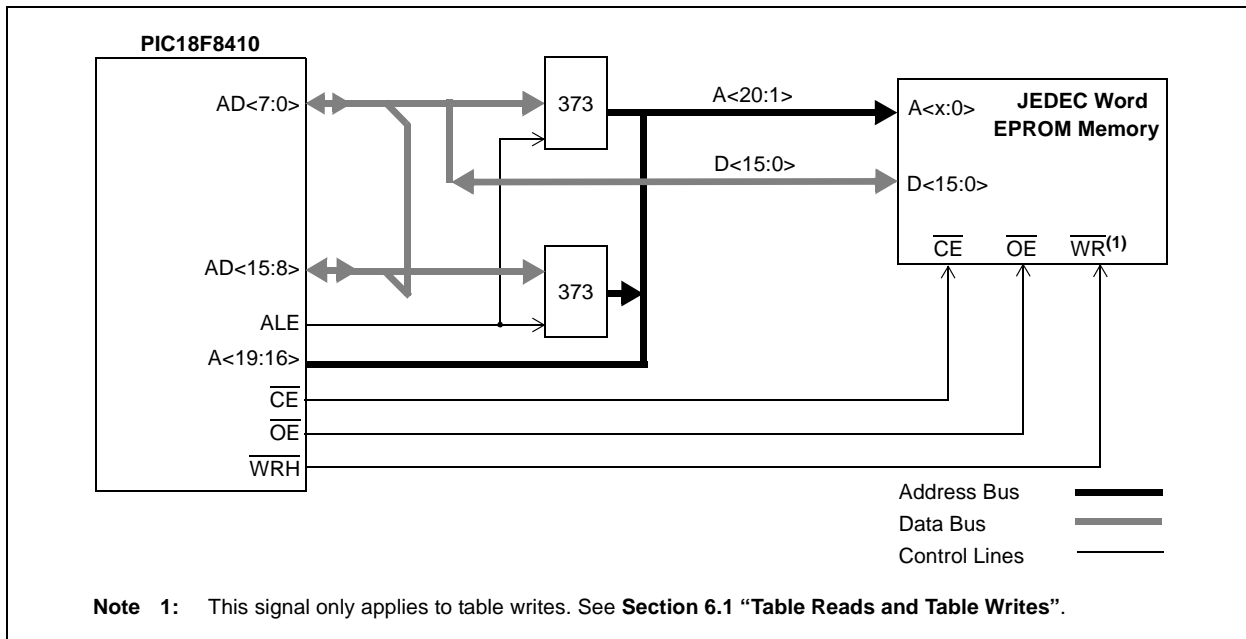 PIC18F8410
AD<7:0>
373
A<20:1>
A<x:0>
JEDEC Word
EPROM Memory
D<15:0>
D<15:0>
CE
OE
WR(1)
AD<15:8>
373
ALE
A<19:16>
CE
OE
WRH
Address Bus
Data Bus
Control Lines
Note 1: This signal only applies to table writes. See Section 6.1 “Table Reads and Table Writes”.